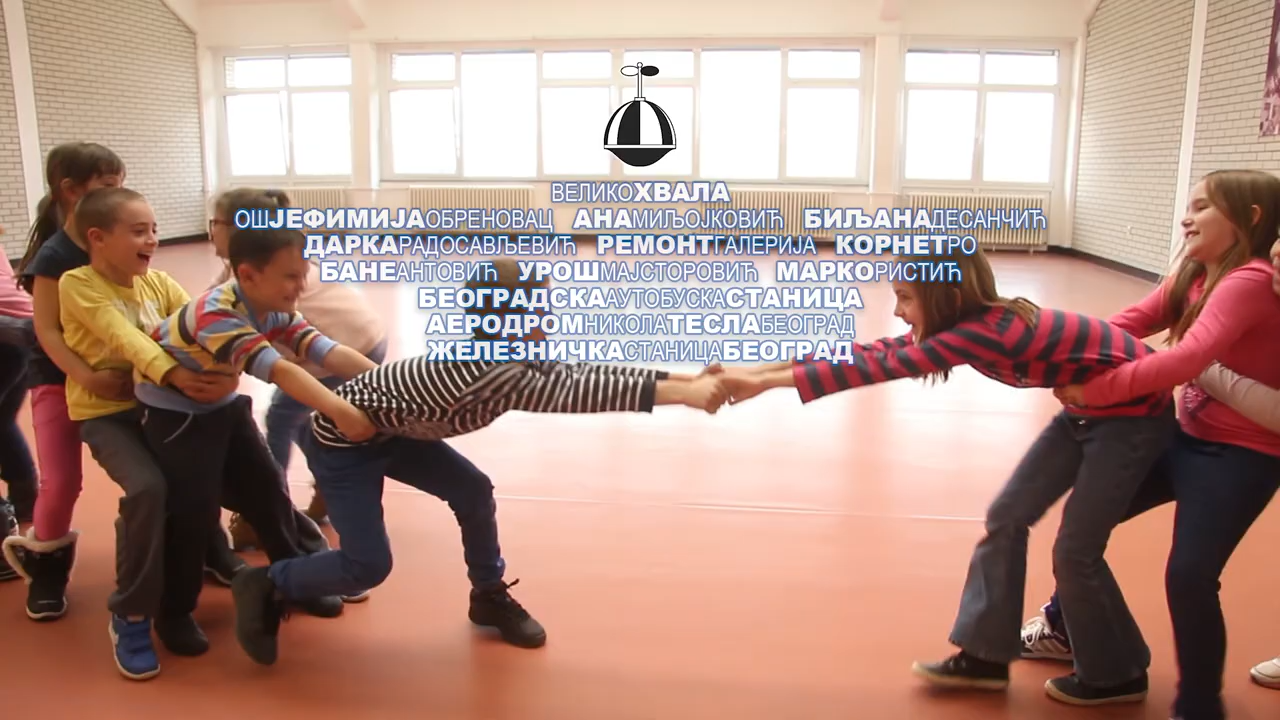 ВЕЛИКОХВАЛА
ОШЈЕФИМИЈАОБРЕНОВАЦ АНАМИЉОЈКОВИЋ БИЉАНАДЕСАНЧИЋ
ДАРКАРАДОСАВЉЕВИЋ РЕМОНТГАЛЕРИЈА КОРНЕТРО
БАНЕАНТОВИЋ УРОШМАЈСТОРОВИЋ МАРКОРИСТИЋ
БЕОГРАДСКААУТОБУСКАСТАНИЦА
АЕРОДРОМНИКОЛАТЕСЛАБЕОГРАД
ЖЕЛЕЗНИЧКАСТАНИЦАБЕОГРАД